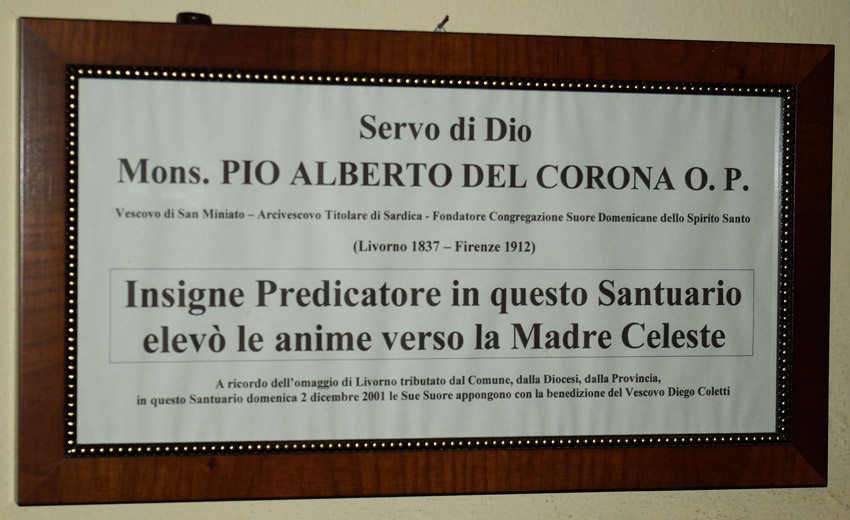 Servo di Dio
Mons. PIO ALBERTO DEL CORONA O. P.
Vescovo di San Miniato – Arcivescovo Titolare di Sardica - Fondatore Congregazione Suore Domenicane dello Spirito Santo
(Livorno 1837 – Firenze 1912)
Insigne Predicatore in questo Santuario
elevò le anime verso la Madre Celeste
A ricordo dell'omaggio di Livorno tributato dal Comune, dalla Diocesi, dalla Provincia,
in questo Santuario domenica 2 dicembre 2001 le Sue Suore appongono con la benedizione del Vescovo Diego Coletti